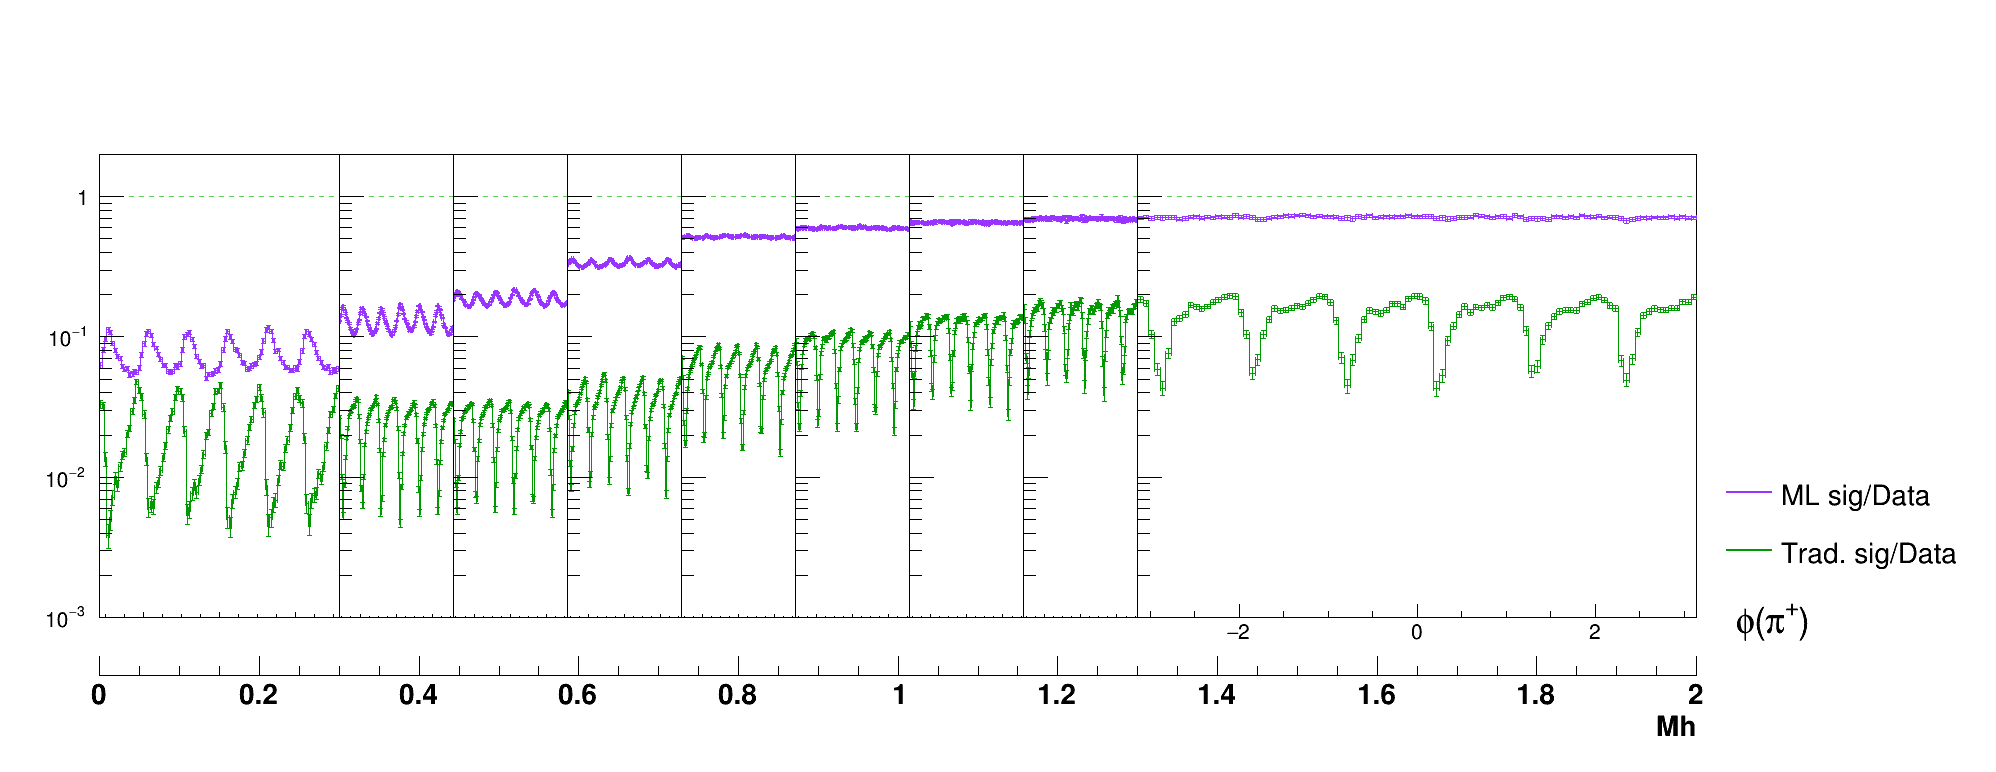 1
10⁻¹
10⁻²
10⁻³
ML sig/Data
Trad. sig/Data
−2 0 2 ϕ(π⁺)
0 0.2 0.4 0.6 0.8 1 1.2 1.4 1.6 1.8 2
Mh